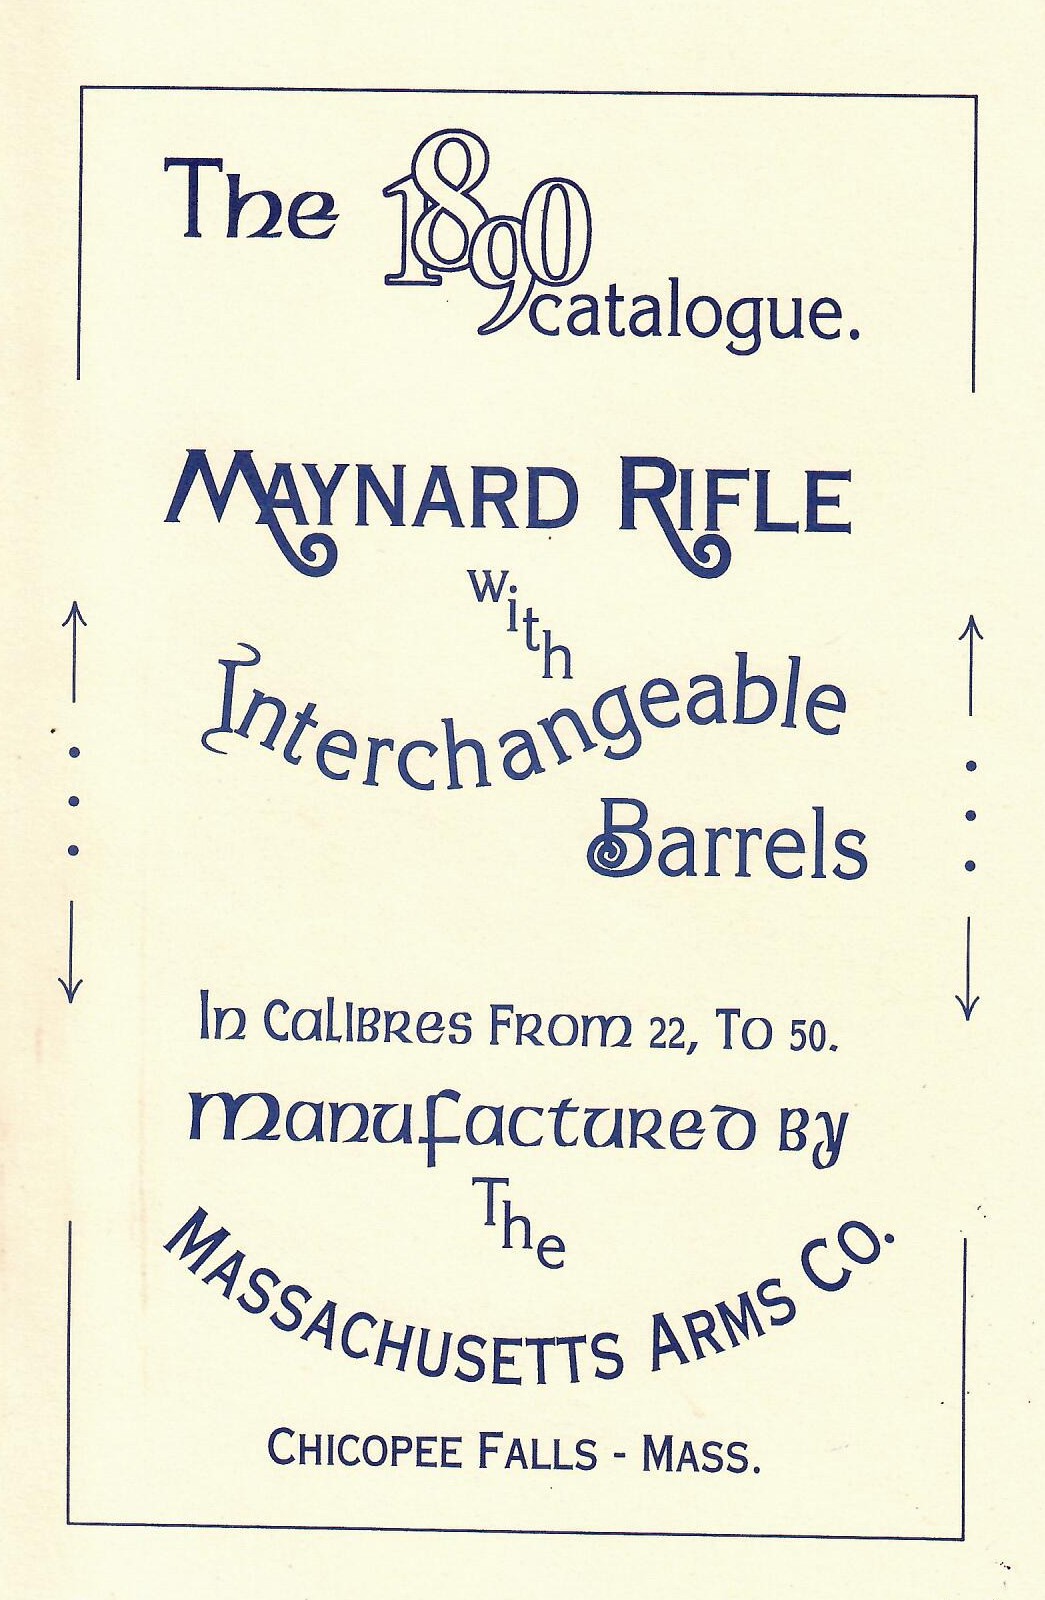 The 1890 catalogue.
MAYNARD RIFLE
with
Interchangeable
Barrels
In Calibres From 22, To 50.
Manufactured By
The
MASSACHUSETTS ARMS CO.
CHICOPEE FALLS - MASS.